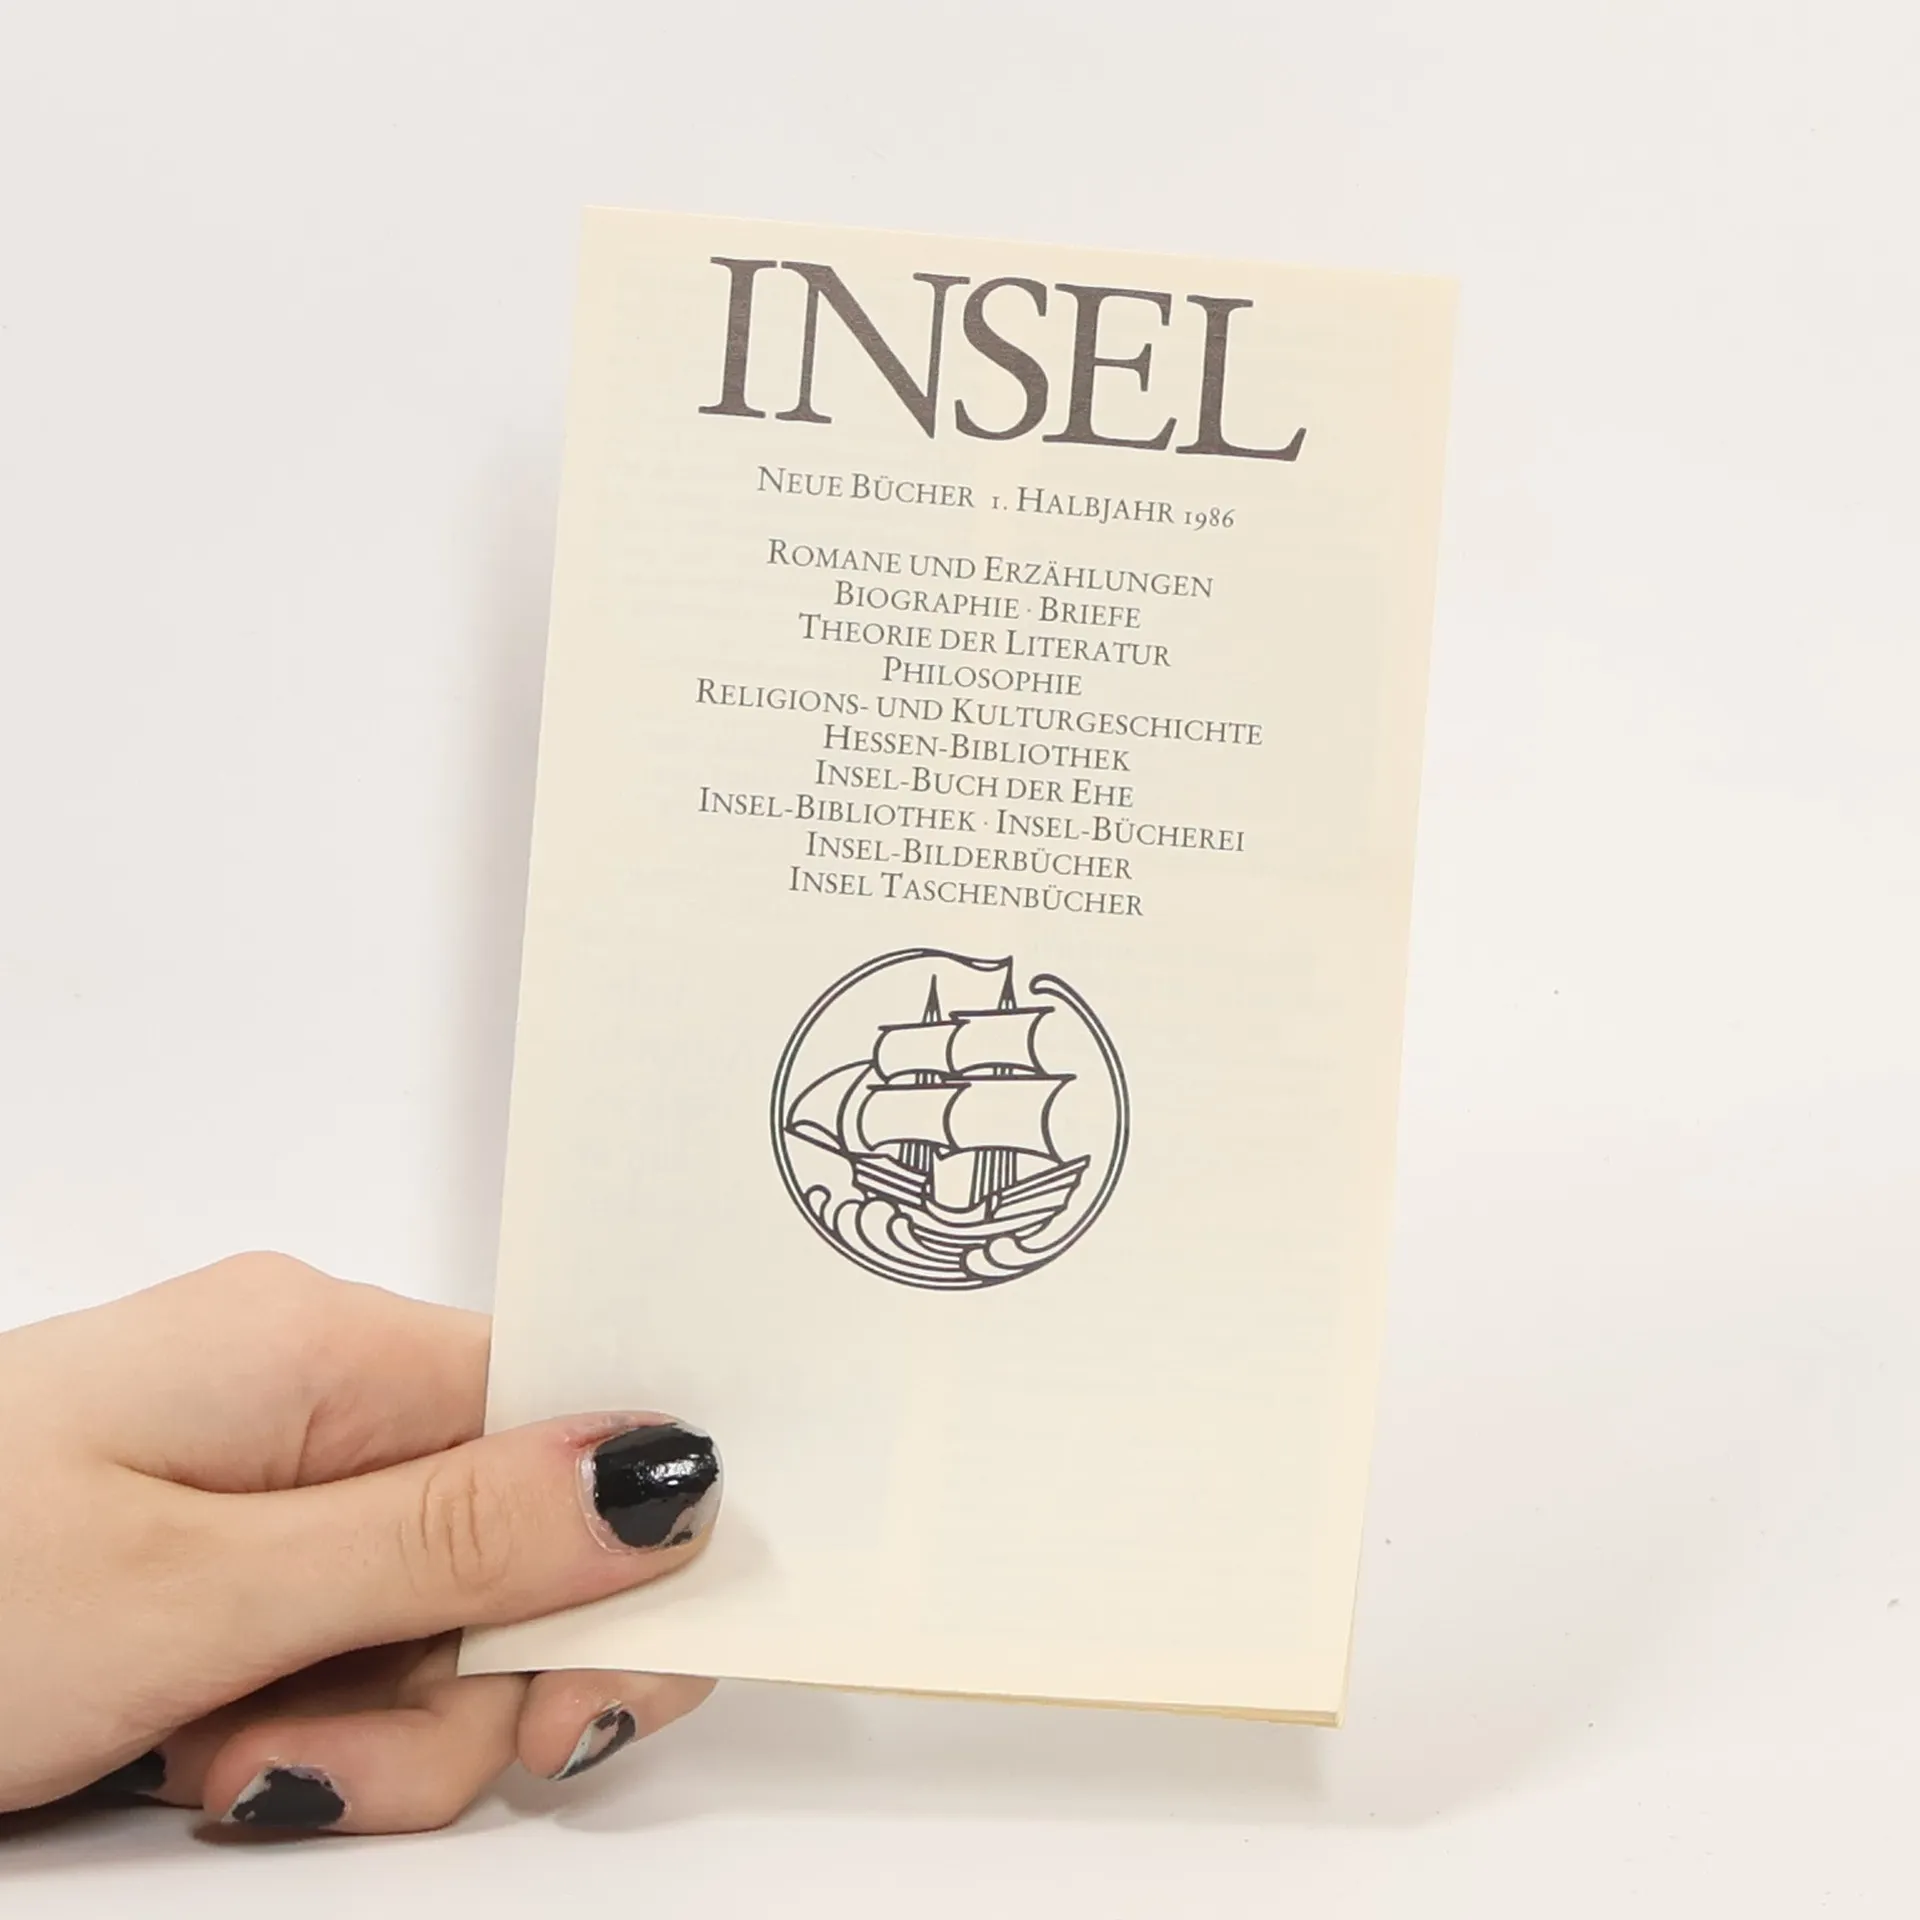 INSEL
NEUE BÜCHER 1. HALBJAHR 1986
ROMANE UND ERZÄHLUNGEN
BIOGRAPHIE · BRIEFE
THEORIE DER LITERATUR
PHILOSOPHIE
RELIGIONS- UND KULTURGESCHICHTE
HESSEN-BIBLIOTHEK
INSEL-BUCH DER EHE
INSEL-BIBLIOTHEK · INSEL-BÜCHEREI
INSEL-BILDERBÜCHER
INSEL TASCHENBÜCHER